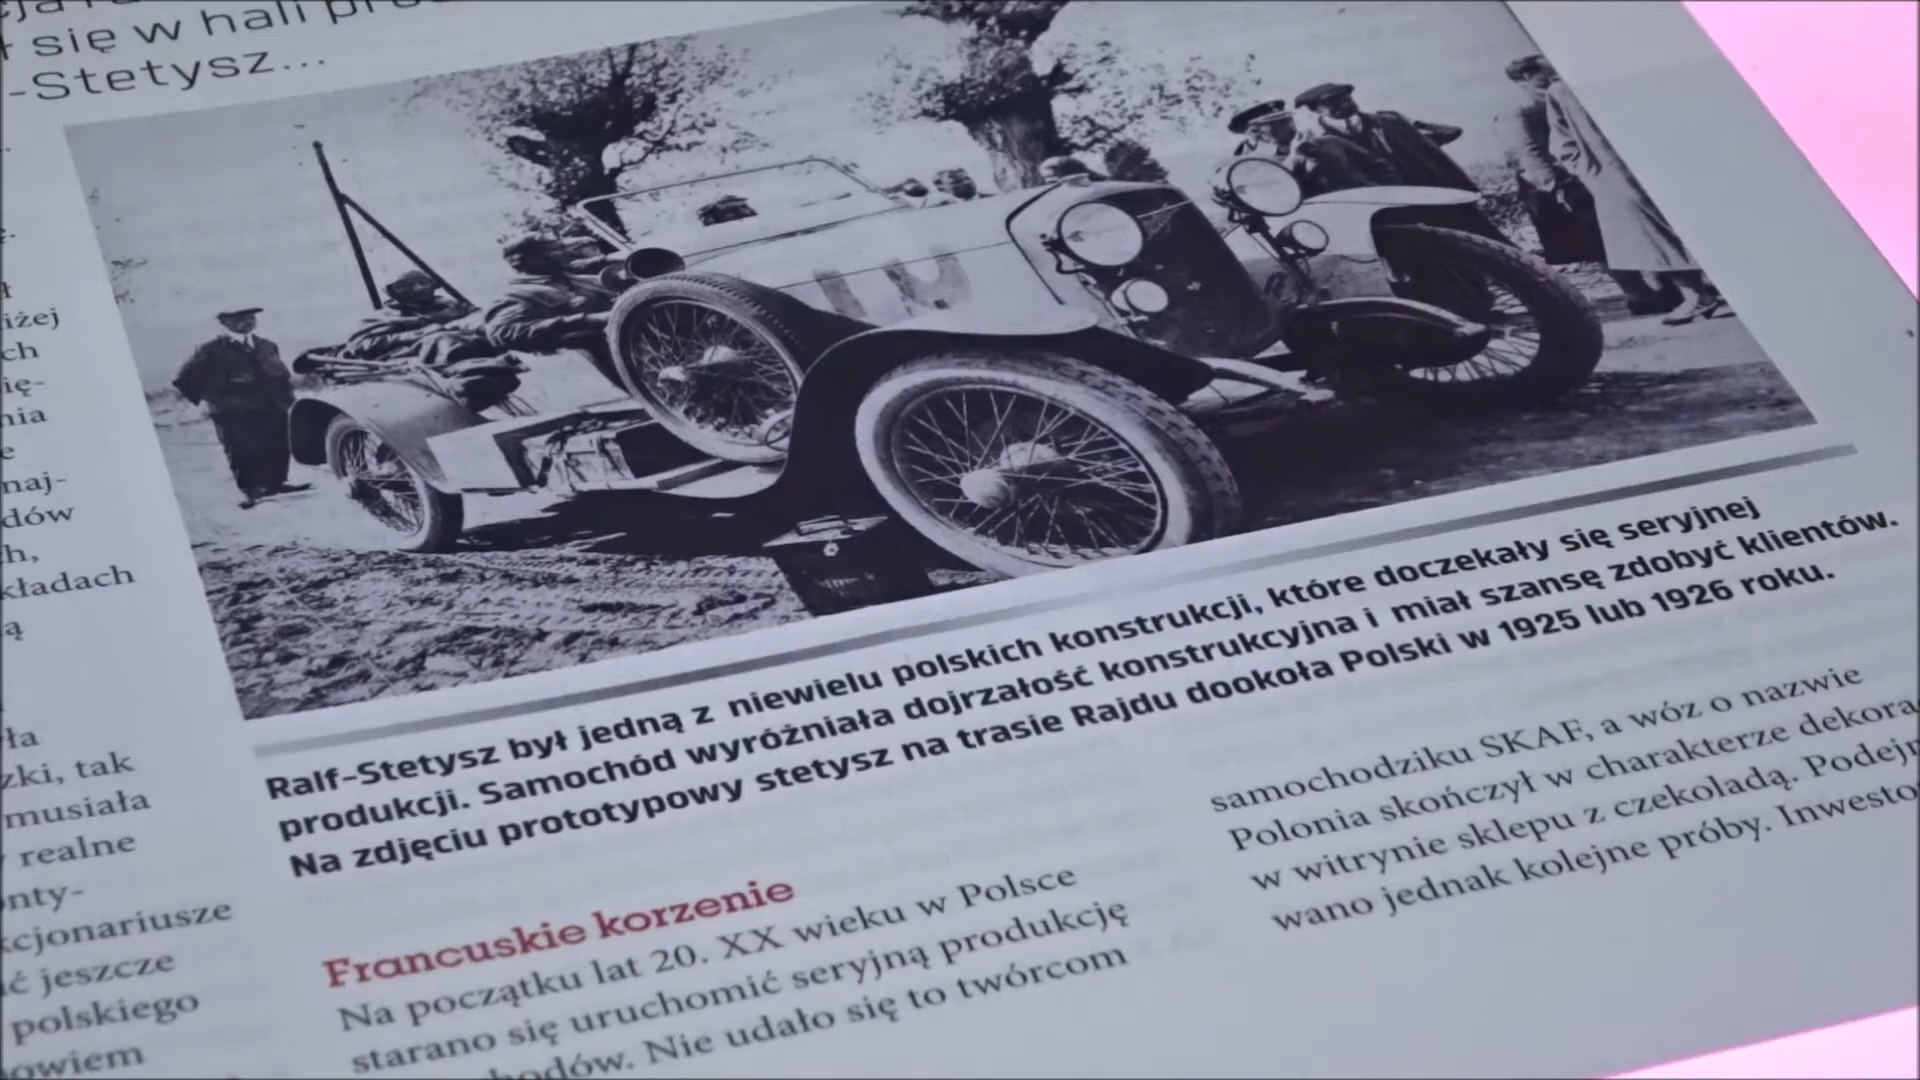 się w hali
-Stetysz...
iżej
ch
ię-
nia
e
naj-
dów
h,
kładach
ą
ła
zki, tak
musiała
realne
nty-
kcjonariusze
ć jeszcze
polskiego
owiem
Ralf-Stetysz był jedną z niewielu polskich konstrukcji, które doczekały się seryjnej
produkcji. Samochód wyróżniała dojrzałość konstrukcyjna i miał szansę zdobyć klientów.
Na zdjęciu prototypowy stetysz na trasie Rajdu dookoła Polski w 1925 lub 1926 roku.
Francuskie korzenie
Na początku lat 20. XX wieku w Polsce
starano się uruchomić seryjną produkcję
hodów. Nie udało się to twórcom
samochodziku SKAF, a wóz o nazwie
Polonia skończył w charakterze dekora
w witrynie sklepu z czekoladą. Podejm
wano jednak kolejne próby. Inwesto